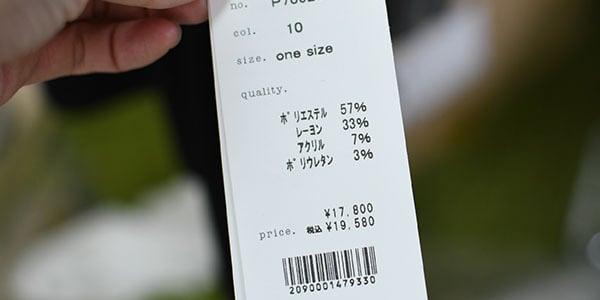 no.
col. 10
size. one size
quality.
ポリエステル 57%
レーヨン 33%
アクリル 7%
ポリウレタン 3%
¥17,800
price. 税込 ¥19,580
2090001479330